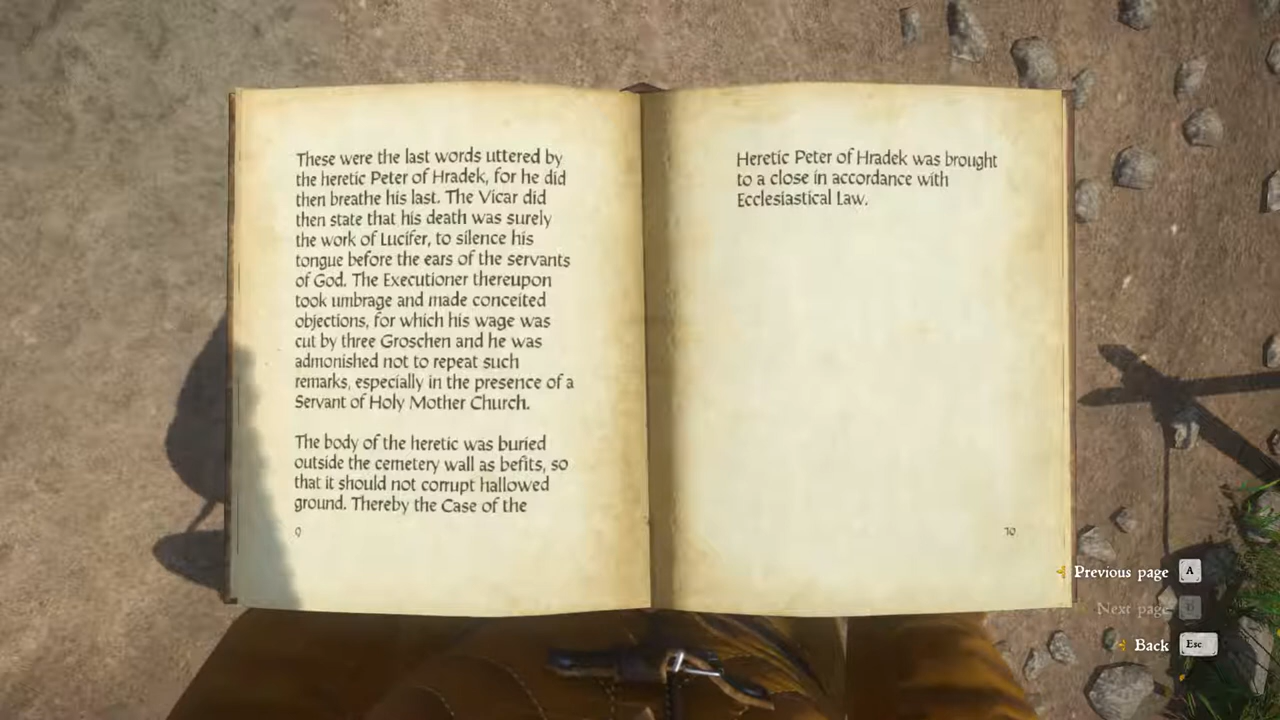 These were the last words uttered by
the heretic Peter of Hradek, for he did
then breathe his last. The Vicar did
then state that his death was surely
the work of Lucifer, to silence his
tongue before the ears of the servants
of God. The Executioner thereupon
took umbrage and made conceited
objections, for which his wage was
cut by three Groschen and he was
admonished not to repeat such
remarks, especially in the presence of a
Servant of Holy Mother Church.
The body of the heretic was buried
outside the cemetery wall as befits, so
that it should not corrupt hallowed
ground. Thereby the Case of the
9
Heretic Peter of Hradek was brought
to a close in accordance with
Ecclesiastical Law.
10
Previous page A
Next page
Back Esc